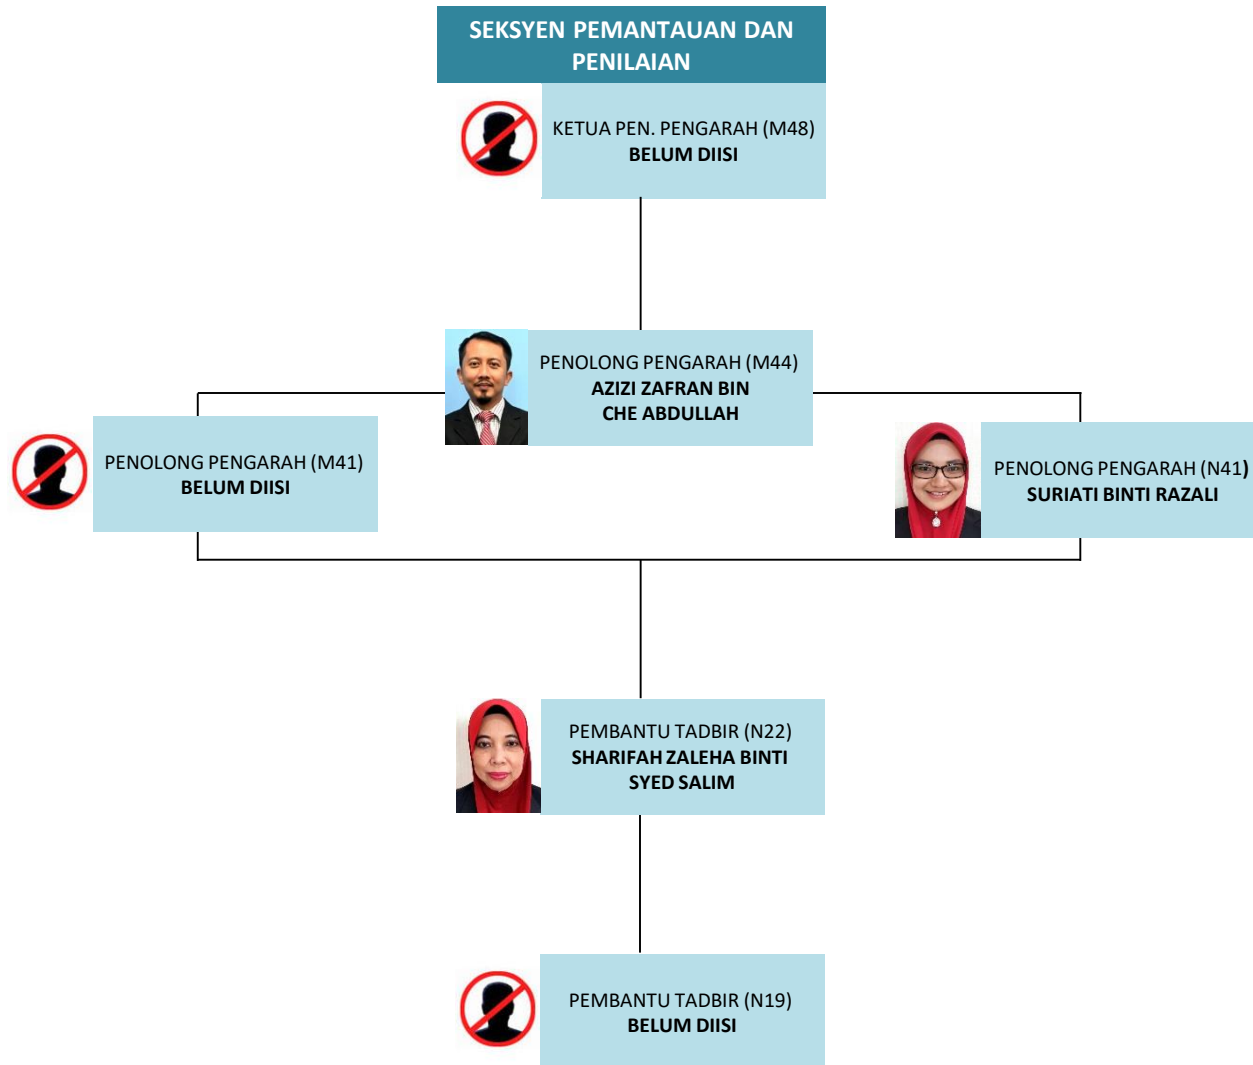 SEKSYEN PEMANTAUAN DAN
PENILAIAN
KETUA PEN. PENGARAH (M48)
BELUM DIISI
PENOLONG PENGARAH (M44)
AZIZI ZAFRAN BIN
CHE ABDULLAH
PENOLONG PENGARAH (M41)
BELUM DIISI
PENOLONG PENGARAH (N41)
SURIATI BINTI RAZALI
PEMBANTU TADBIR (N22)
SHARIFAH ZALEHA BINTI
SYED SALIM
PEMBANTU TADBIR (N19)
BELUM DIISI